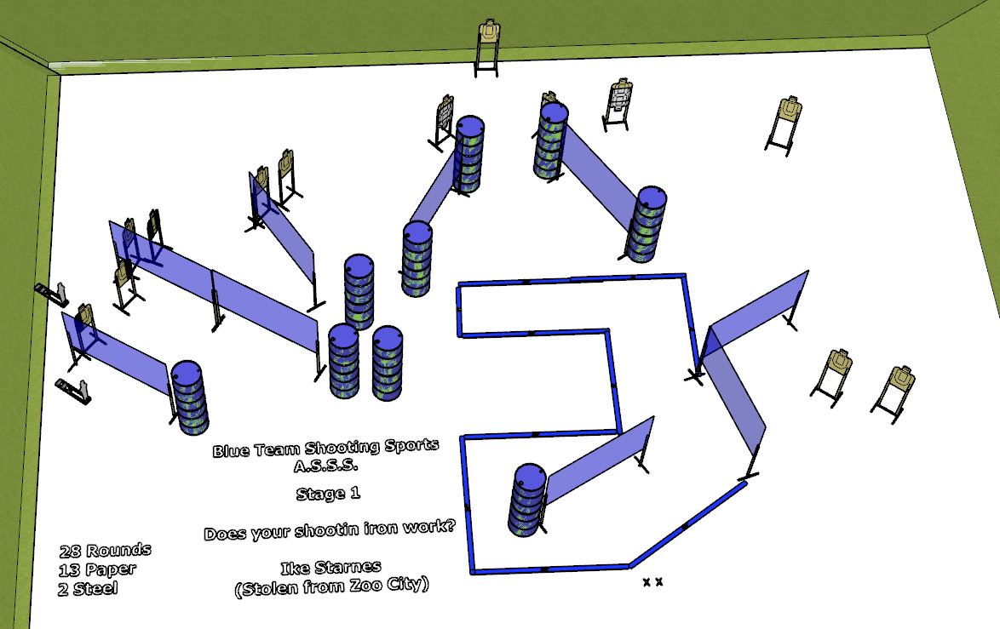 Blue Team Shooting Sports
A.S.S.S.
Stage 1
Does your shootin iron work?
Ike Starnes
(Stolen from Zoo City)
28 Rounds
13 Paper
2 Steel
X X